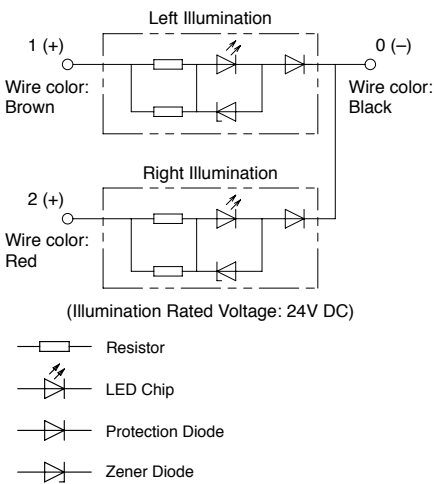 Left Illumination
1 (+)
0 (–)
Wire color:
Brown
Wire color:
Black
Right Illumination
2 (+)
Wire color:
Red
(Illumination Rated Voltage: 24V DC)
Resistor
LED Chip
Protection Diode
Zener Diode